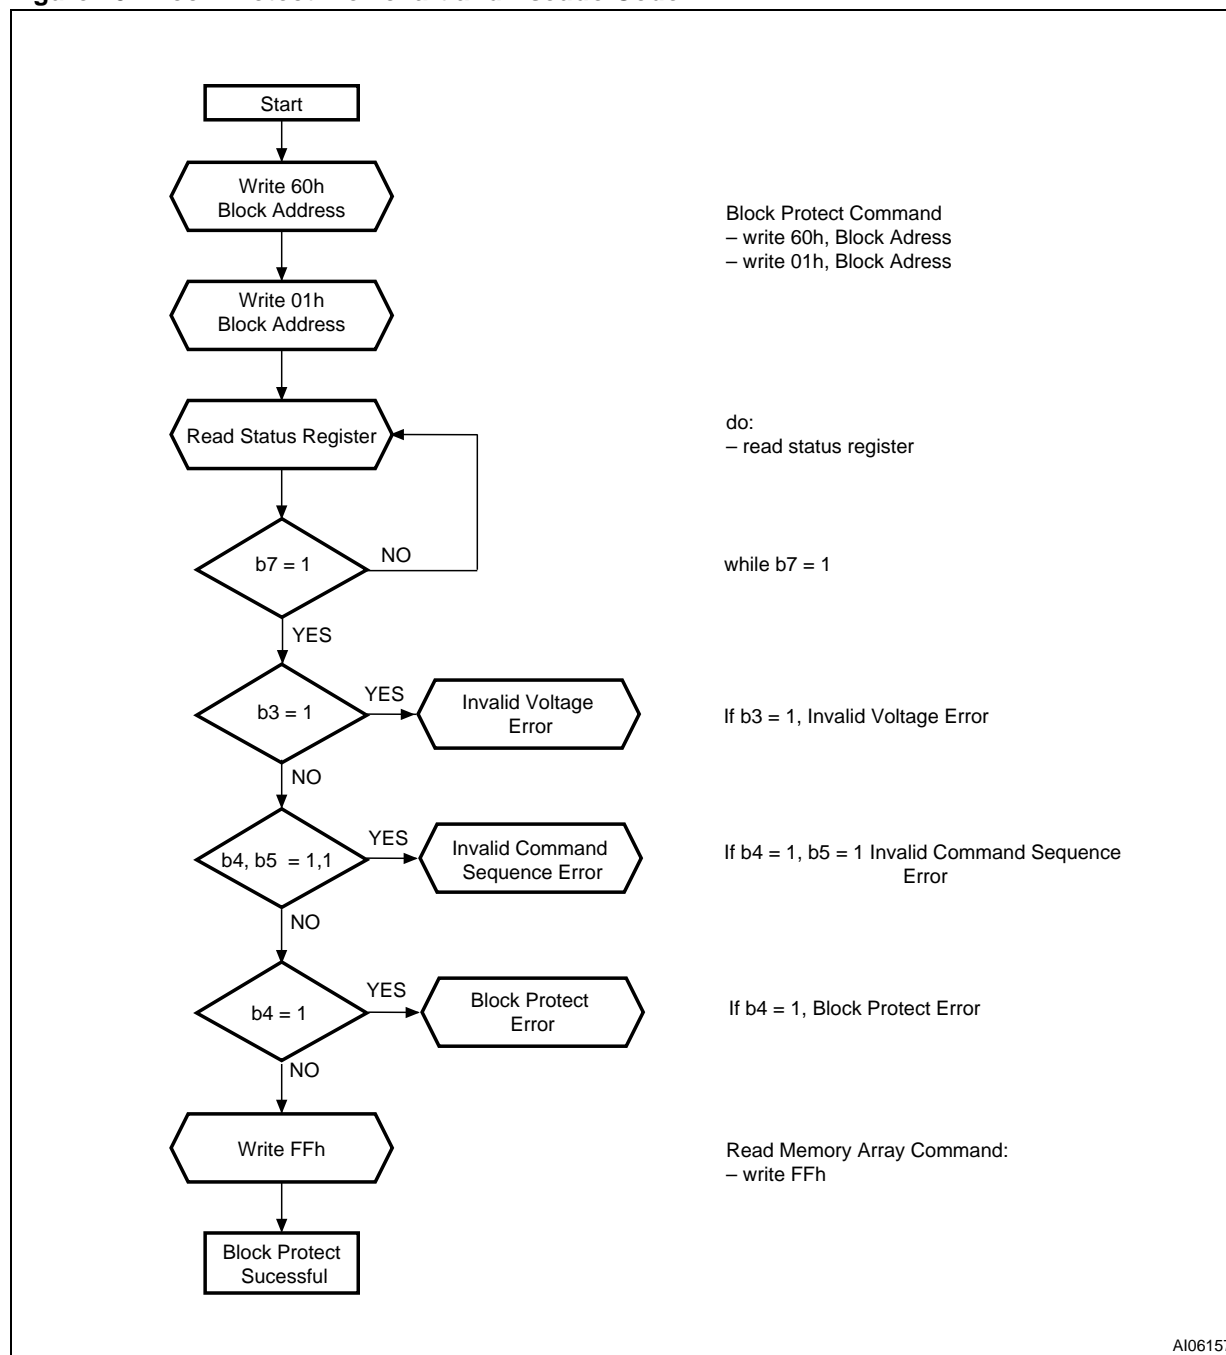 Start
Write 60h
Block Address
Block Protect Command
– write 60h, Block Adress
– write 01h, Block Adress
Write 01h
Block Address
Read Status Register
do:
– read status register
b7 = 1
NO
while b7 = 1
YES
b3 = 1
YES
Invalid Voltage
Error
If b3 = 1, Invalid Voltage Error
NO
b4, b5 = 1,1
YES
Invalid Command
Sequence Error
If b4 = 1, b5 = 1 Invalid Command Sequence
Error
NO
b4 = 1
YES
Block Protect
Error
If b4 = 1, Block Protect Error
NO
Write FFh
Read Memory Array Command:
– write FFh
Block Protect
Sucessful